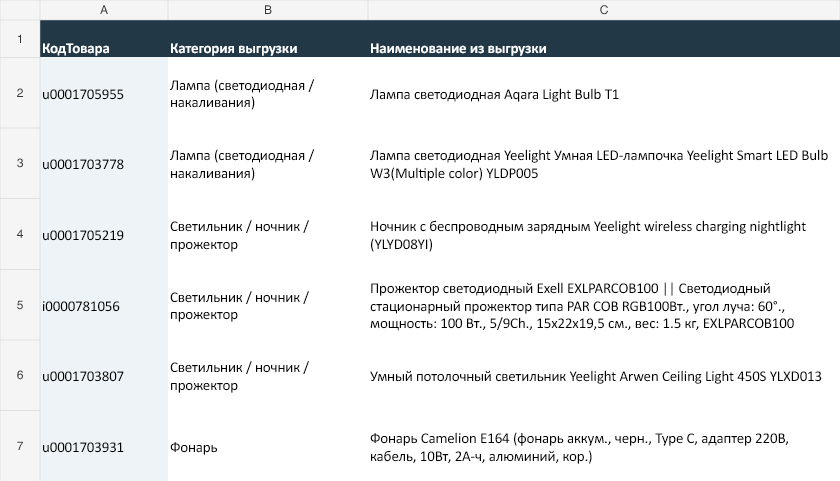 A B C
1 КодТовара Категория выгрузки Наименование из выгрузки
2 u0001705955 Лампа (светодиодная / накаливания) Лампа светодиодная Aqara Light Bulb T1
3 u0001703778 Лампа (светодиодная / накаливания) Лампа светодиодная Yeelight Умная LED-лампочка Yeelight Smart LED Bulb
W3(Multiple color) YLDP005
4 u0001705219 Светильник / ночник / прожектор Ночник с беспроводным зарядным Yeelight wireless charging nightlight
(YLYD08YI)
5 i0000781056 Светильник / ночник / прожектор Прожектор светодиодный Exell EXLPARCOB100 || Светодиодный
стационарный прожектор типа PAR COB RGB100Вт., угол луча: 60°.,
мощность: 100 Вт., 5/9Ch., 15х22х19,5 см., вес: 1.5 кг, EXLPARCOB100
6 u0001703807 Светильник / ночник / прожектор Умный потолочный светильник Yeelight Arwen Ceiling Light 450S YLXD013
7 u0001703931 Фонарь Фонарь Camelion E164 (фонарь аккум., черн., Type C, адаптер 220В,
кабель, 10Вт, 2А-ч, алюминий, кор.)